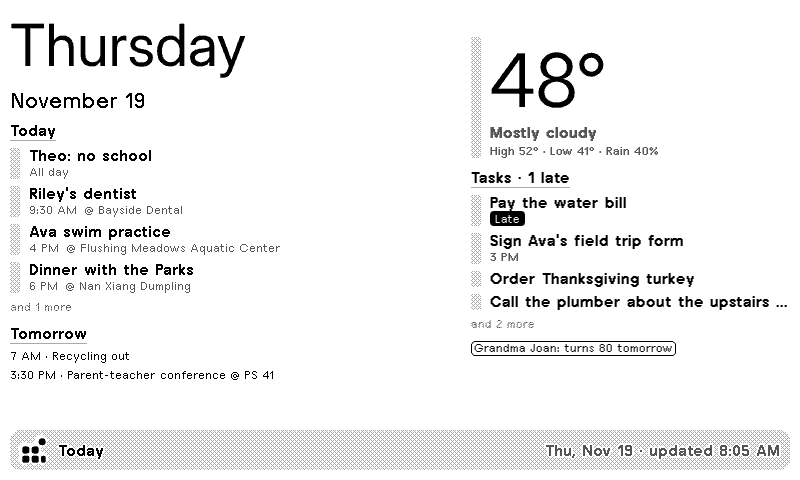 Thursday
November 19
Today
Theo: no school
All day
Riley's dentist
9:30 AM @ Bayside Dental
Ava swim practice
4 PM @ Flushing Meadows Aquatic Center
Dinner with the Parks
6 PM @ Nan Xiang Dumpling
and 1 more
Tomorrow
7 AM · Recycling out
3:30 PM · Parent-teacher conference @ PS 41
48°
Mostly cloudy
High 52° · Low 41° · Rain 40%
Tasks · 1 late
Pay the water bill
Late
Sign Ava's field trip form
3 PM
Order Thanksgiving turkey
Call the plumber about the upstairs ...
and 2 more
Grandma Joan: turns 80 tomorrow
Today
Thu, Nov 19 · updated 8:05 AM